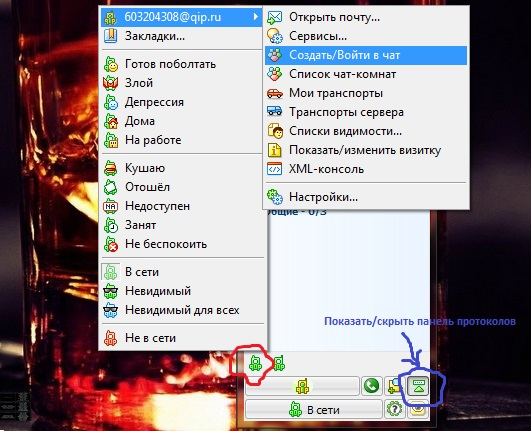 603204308@qip.ru
Закладки...
Готов поболтать
Злой
Депрессия
Дома
На работе
Кушаю
Отошёл
Недоступен
Занят
Не беспокоить
В сети
Невидимый
Невидимый для всех
Не в сети
Открыть почту...
Сервисы...
Создать/Войти в чат
Список чат-комнат
Мои транспорты
Транспорты сервера
Списки видимости...
Показать/изменить визитку
XML-консоль
Настройки...
Общие - 0/3
Показать/скрыть панель протоколов
В сети